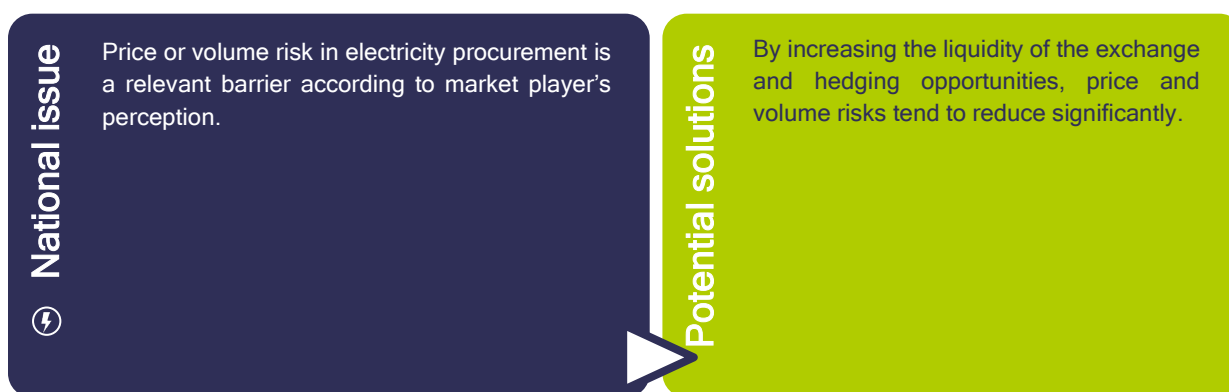 National issue
Price or volume risk in electricity procurement is
a relevant barrier according to market player's
perception.
Potential solutions
By increasing the liquidity of the exchange
and hedging opportunities, price and
volume risks tend to reduce significantly.